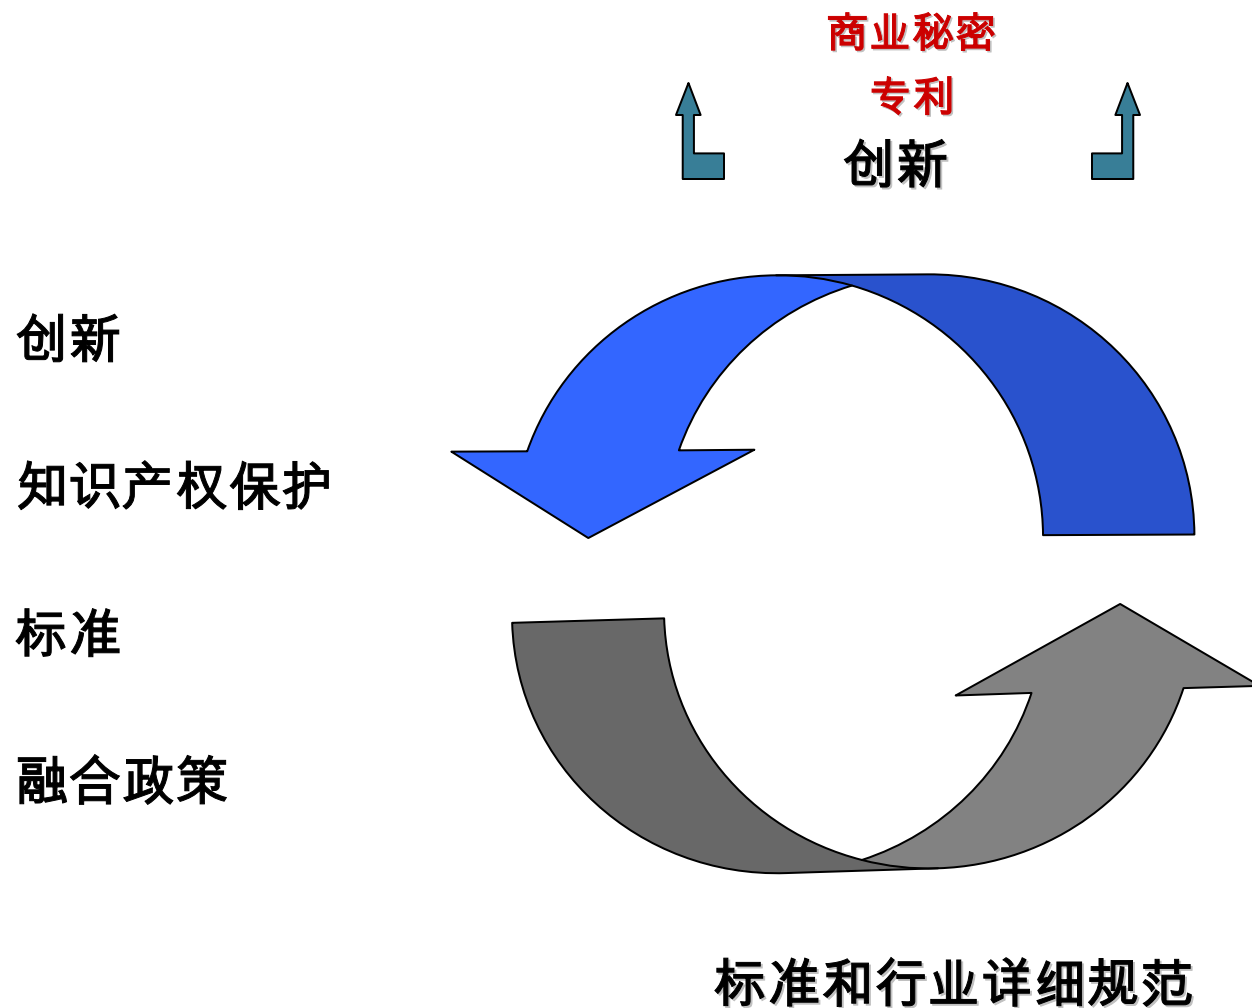 商业秘密
专利
创新
创新
知识产权保护
标准
融合政策
标准和行业详细规范